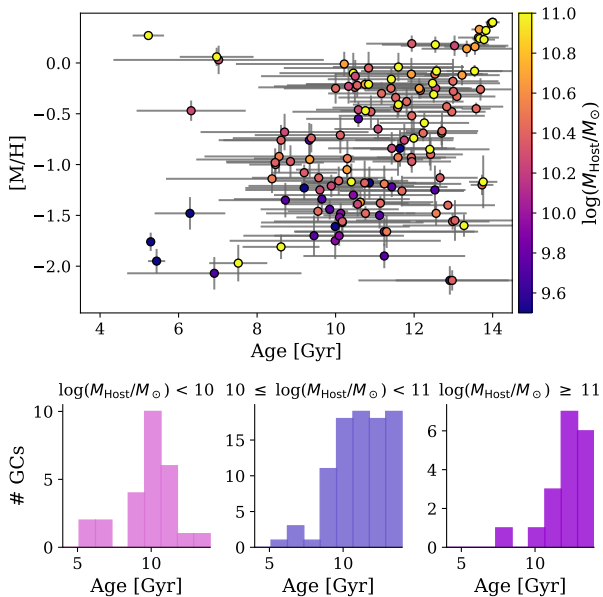 0.0
−0.5
−1.0
−1.5
−2.0
[M/H]
4 6 8 10 12 14
Age [Gyr]
11.0
10.8
10.6
10.4
10.2
10.0
9.8
9.6
log(M_Host/M_⊙)
log(M_Host/M_⊙) < 10
10 ≤ log(M_Host/M_⊙) < 11
log(M_Host/M_⊙) ≥ 11
# GCs
10
5
0
5 10
Age [Gyr]
15
10
5
0
5 10
Age [Gyr]
6
4
2
0
5 10
Age [Gyr]